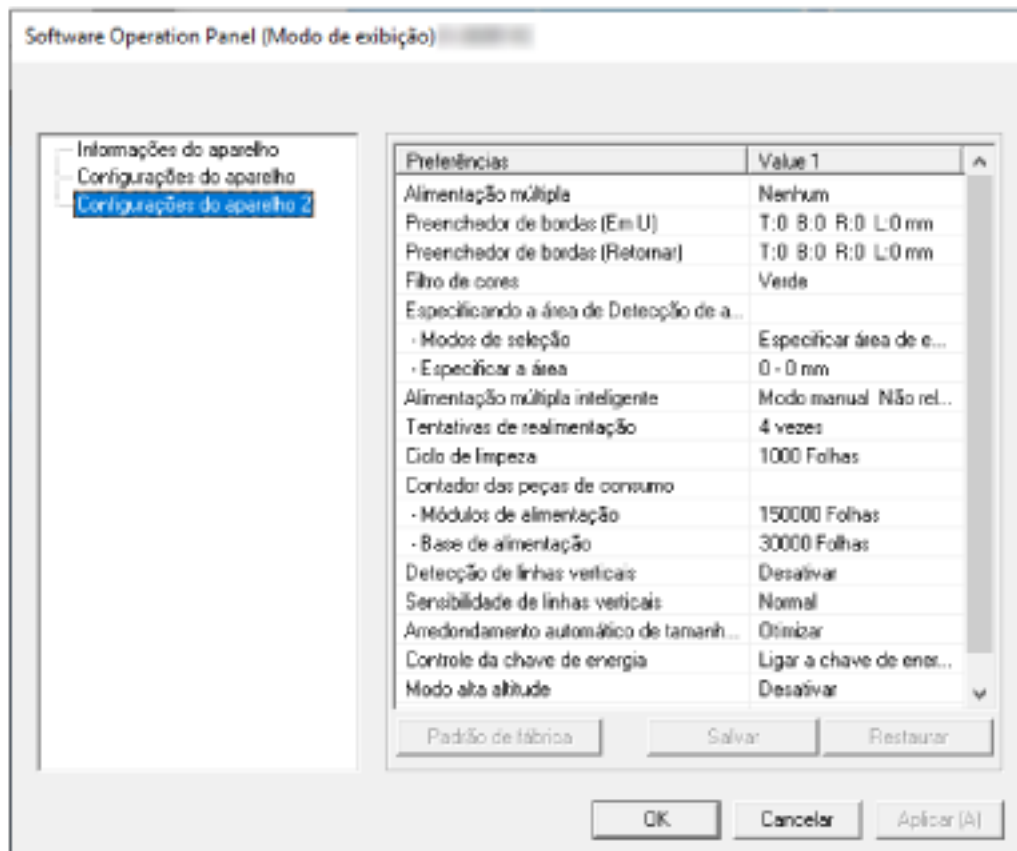 Software Operation Panel (Modo de exibição)
Informações do aparelho
Configurações do aparelho
Configurações do aparelho 2
Preferências Value 1
Alimentação múltipla Nenhum
Preenchedor de bordas (Em U) T:0 B:0 R:0 L:0 mm
Preenchedor de bordas (Retornar) T:0 B:0 R:0 L:0 mm
Filtro de cores Verde
Especificando a área de Detecção de a...
- Modos de seleção Especificar área de e...
- Especificar a área 0 - 0 mm
Alimentação múltipla inteligente Modo manual Não rel...
Tentativas de realimentação 4 vezes
Ciclo de limpeza 1000 Folhas
Contador das peças de consumo
- Módulos de alimentação 150000 Folhas
- Base de alimentação 30000 Folhas
Detecção de linhas verticais Desativar
Sensibilidade de linhas verticais Normal
Arredondamento automático de tamanh... Otimizar
Controle da chave de energia Ligar a chave de ener...
Modo alta altitude Desativar
Padrão de fábrica Salvar Restaurar
OK Cancelar Aplicar (A)